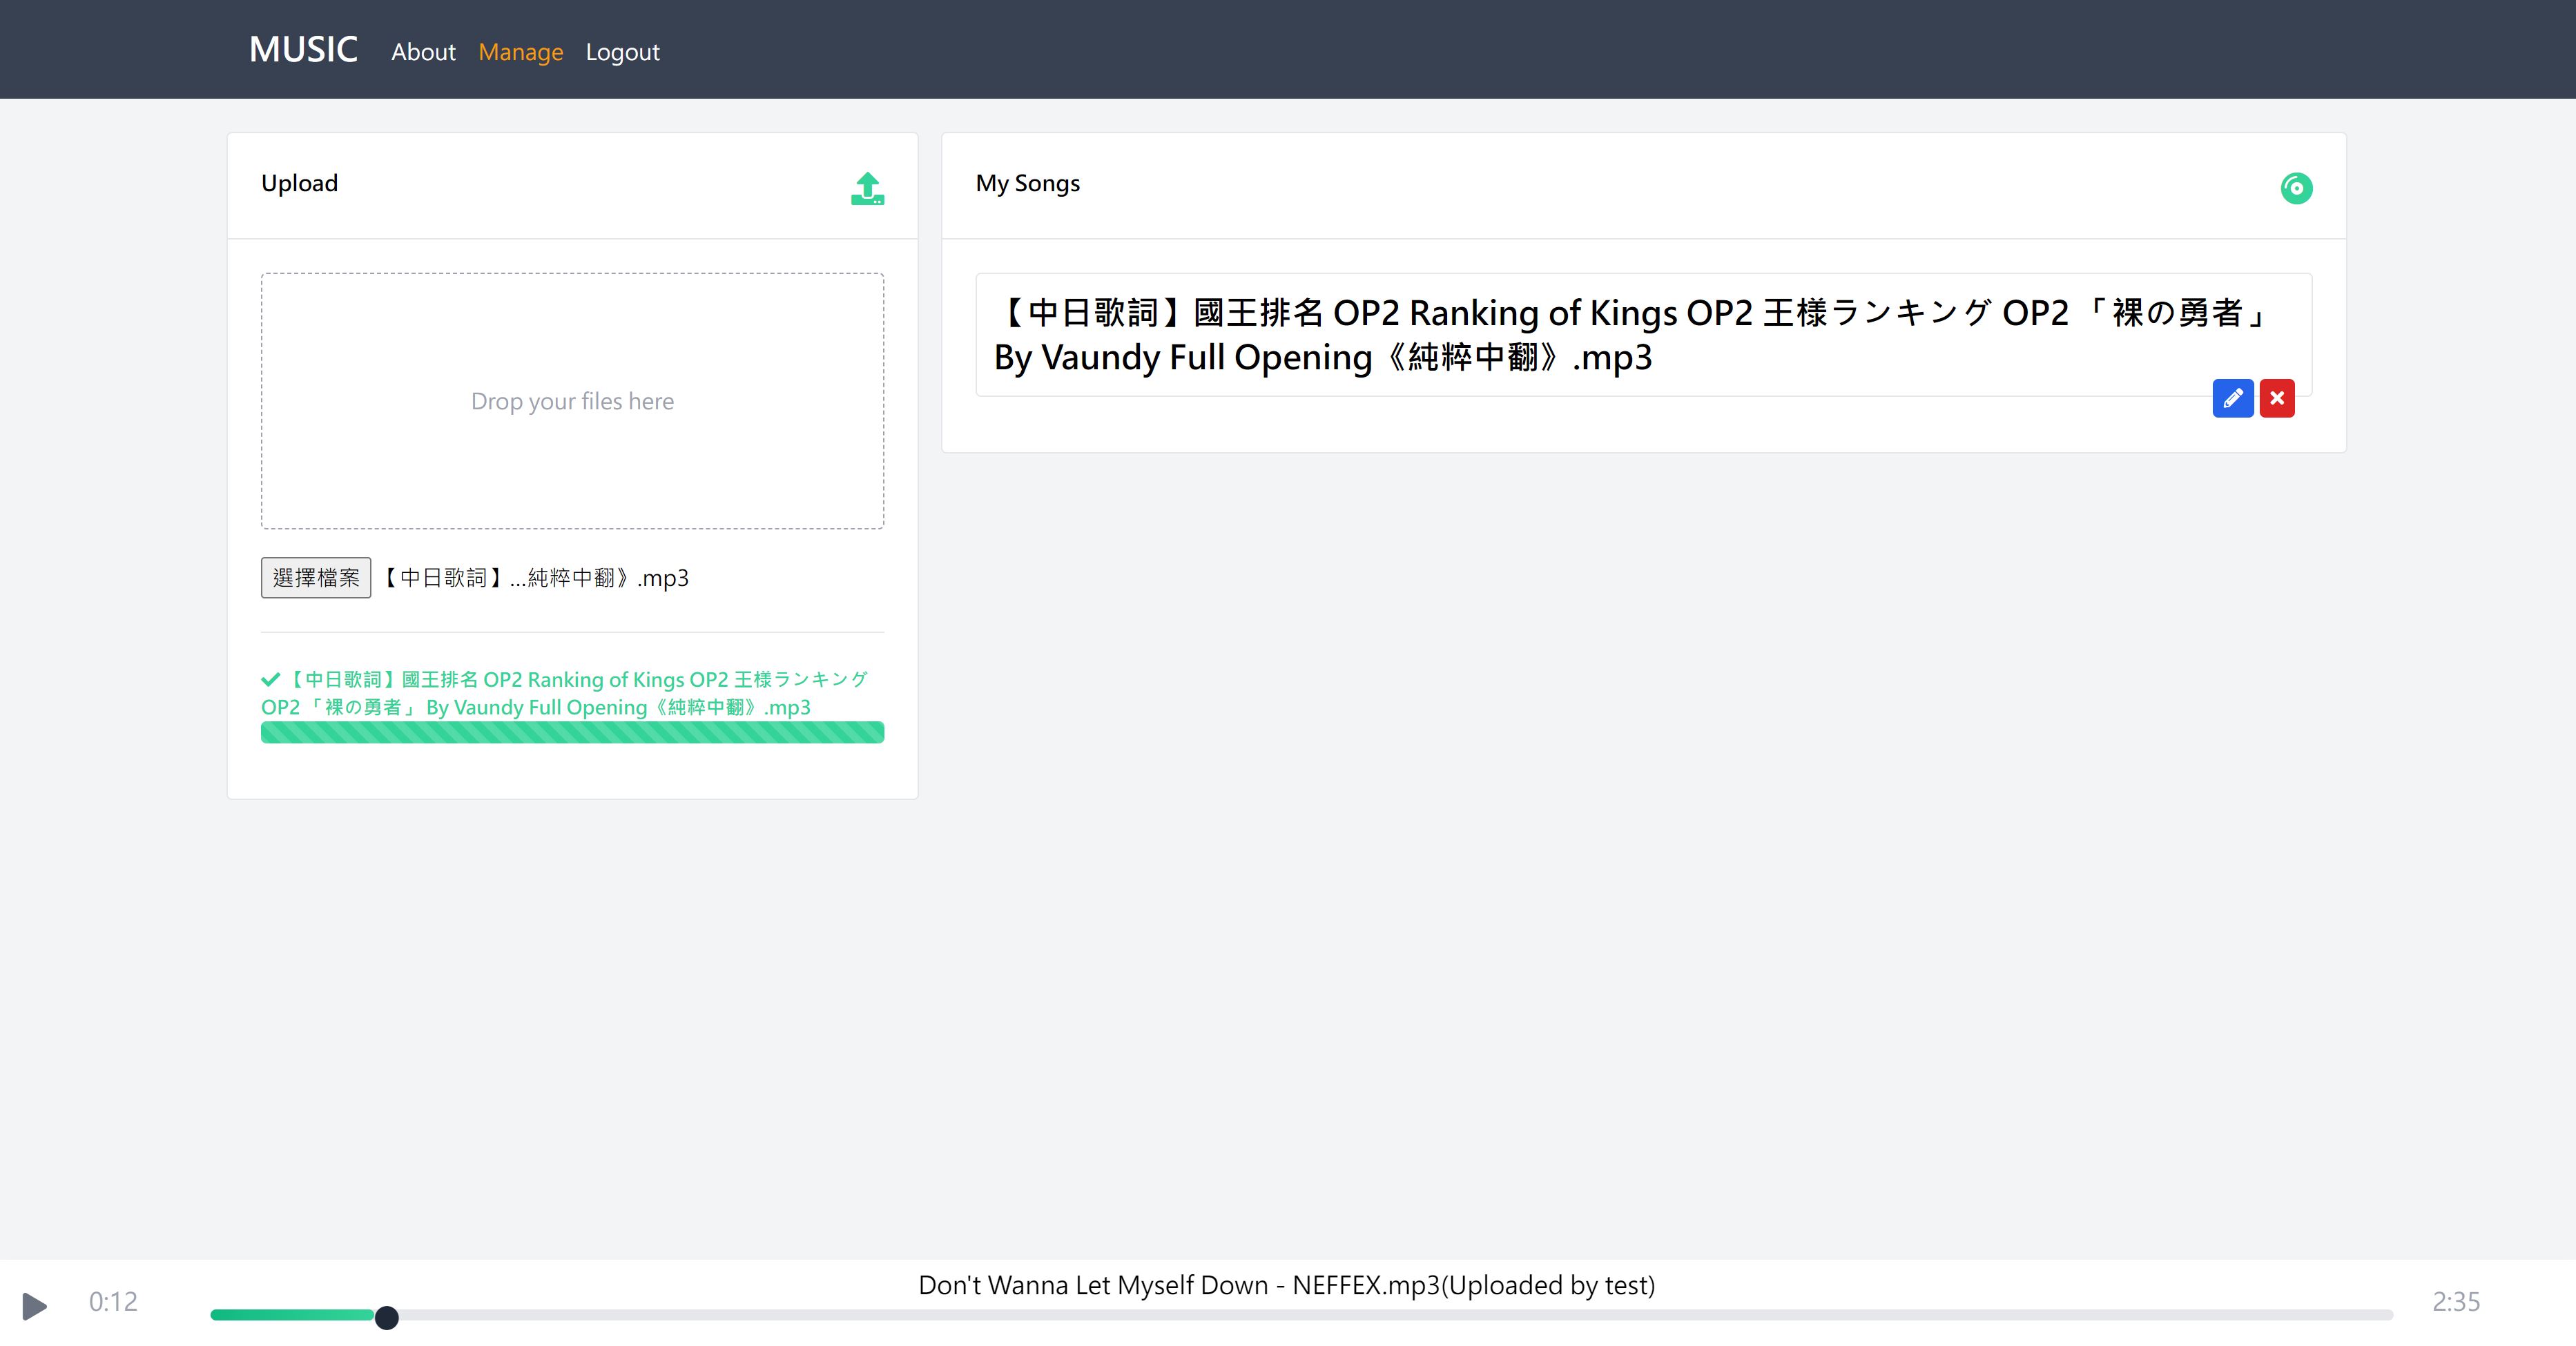 MUSIC About Manage Logout
Upload
Drop your files here
選擇檔案 【中日歌詞】...純粹中翻》.mp3
【中日歌詞】國王排名 OP2 Ranking of Kings OP2 王様ランキング
OP2「裸の勇者」By Vaundy Full Opening《純粹中翻》.mp3
My Songs
【中日歌詞】國王排名 OP2 Ranking of Kings OP2 王様ランキング OP2 「裸の勇者」
By Vaundy Full Opening《純粹中翻》.mp3
Don't Wanna Let Myself Down - NEFFEX.mp3(Uploaded by test)
0:12
2:35